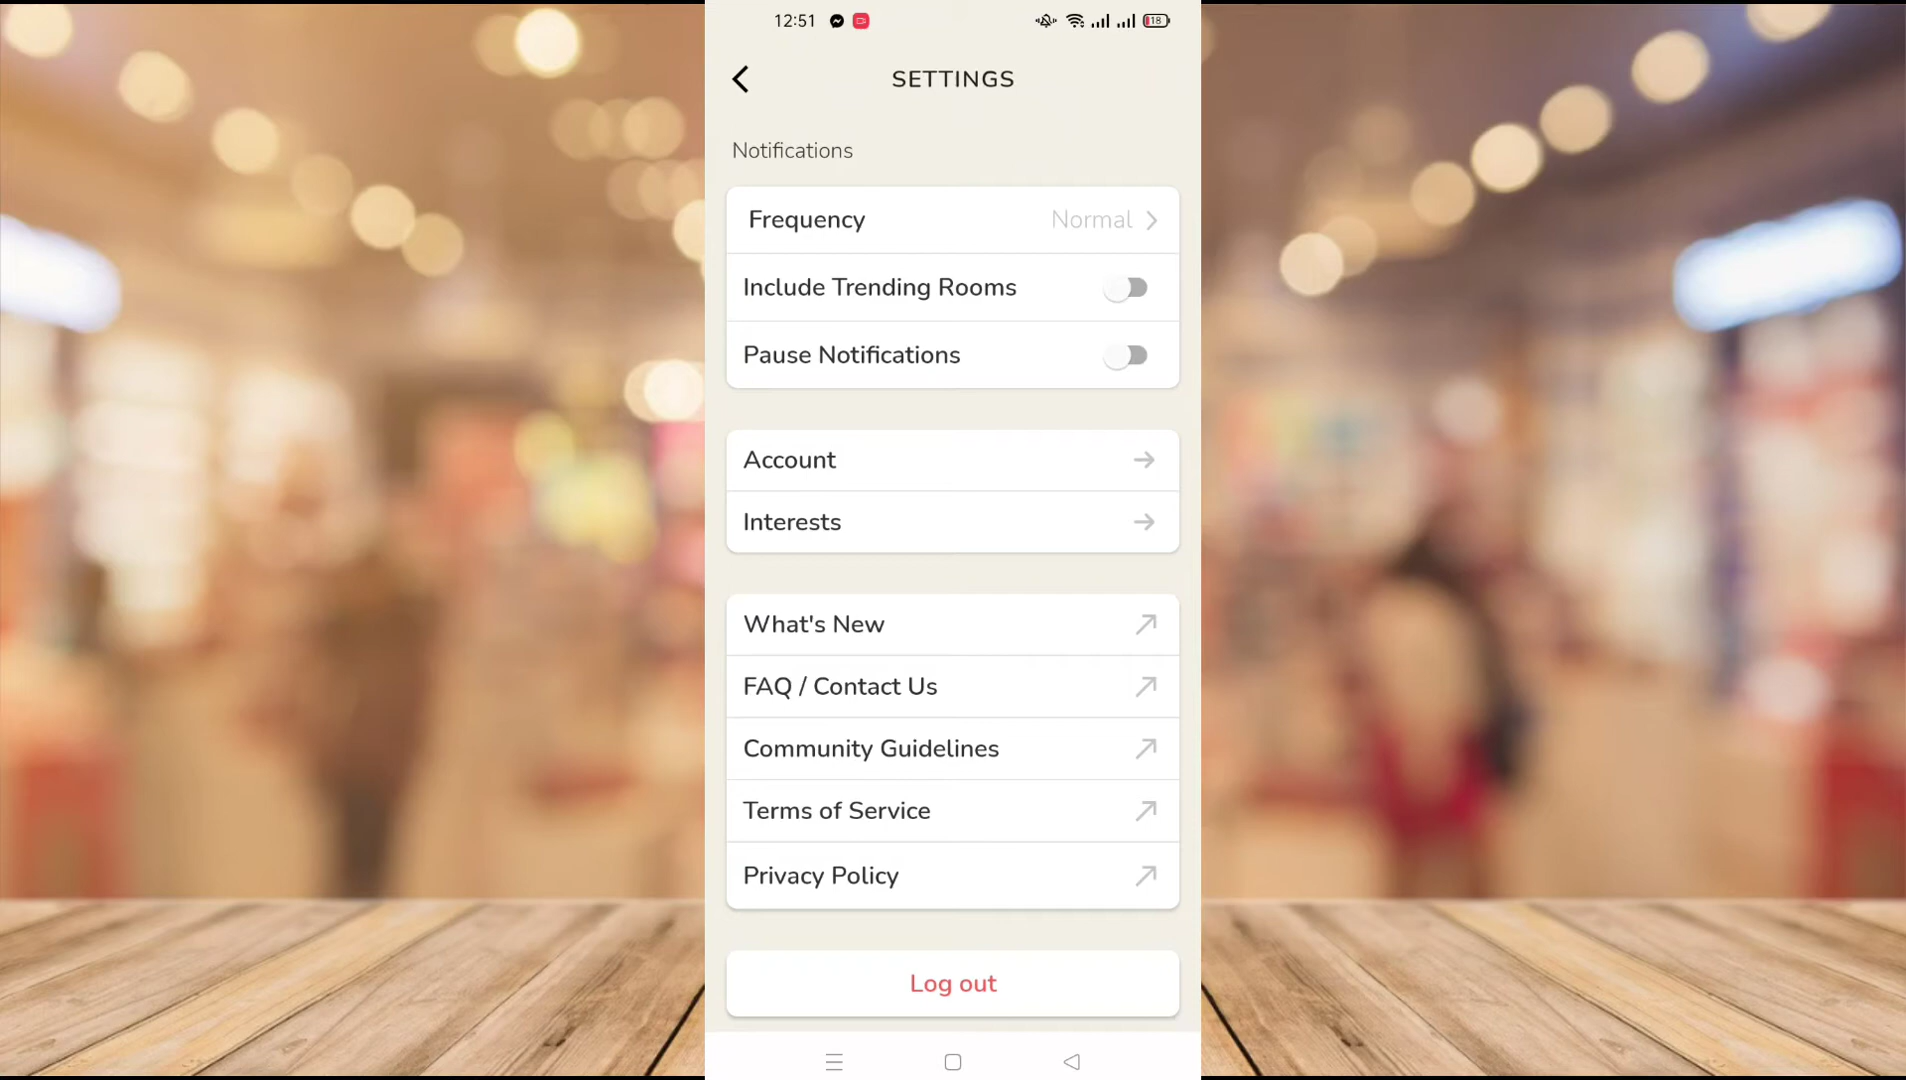 12:51
18
SETTINGS
Notifications
Frequency Normal
Include Trending Rooms
Pause Notifications
Account
Interests
What's New
FAQ / Contact Us
Community Guidelines
Terms of Service
Privacy Policy
Log out